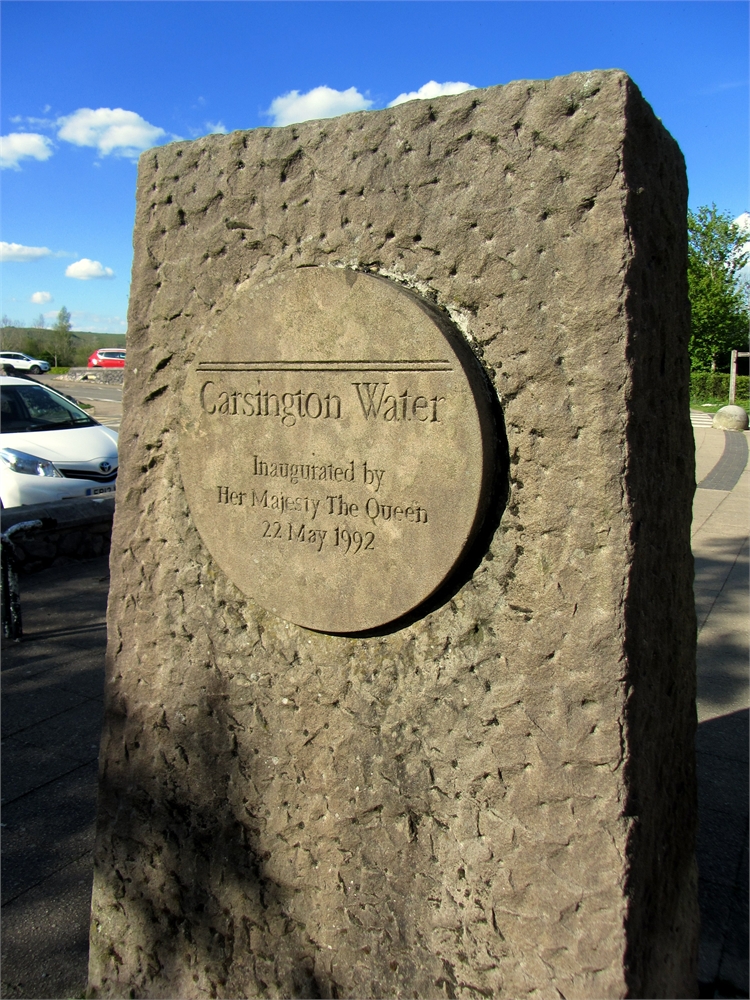 Carsington Water
Inaugurated by
Her Majesty The Queen
22 May 1992